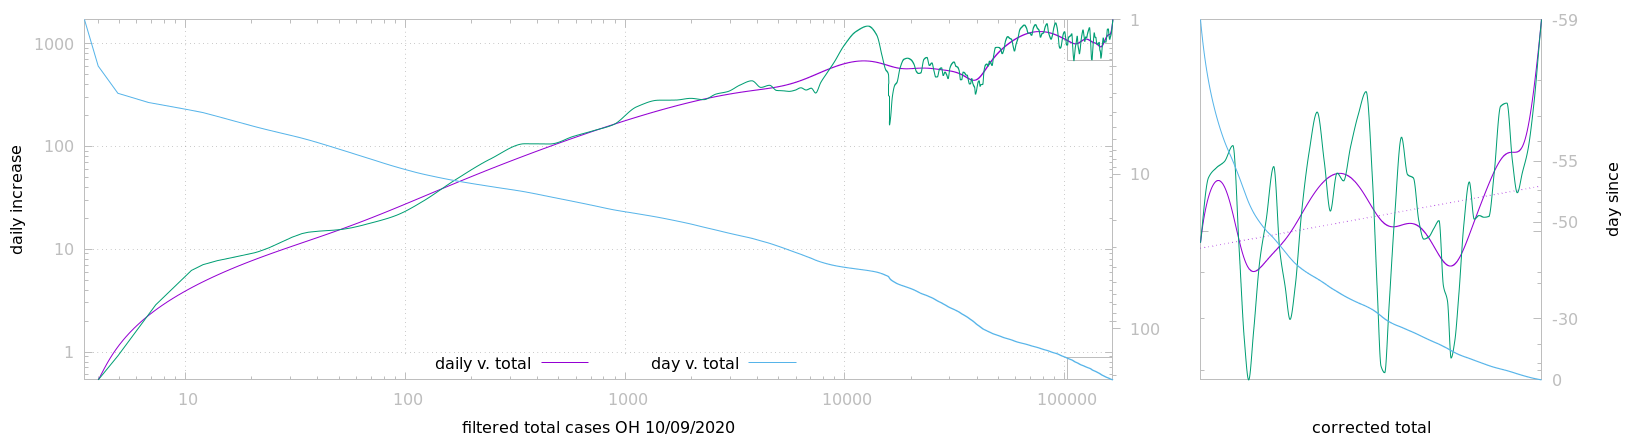 1000
100
10
1
daily increase
10
100
1000
10000
100000
filtered total cases OH 10/09/2020
daily v. total
day v. total
1
10
100
-59
-55
-50
-30
0
day since
corrected total